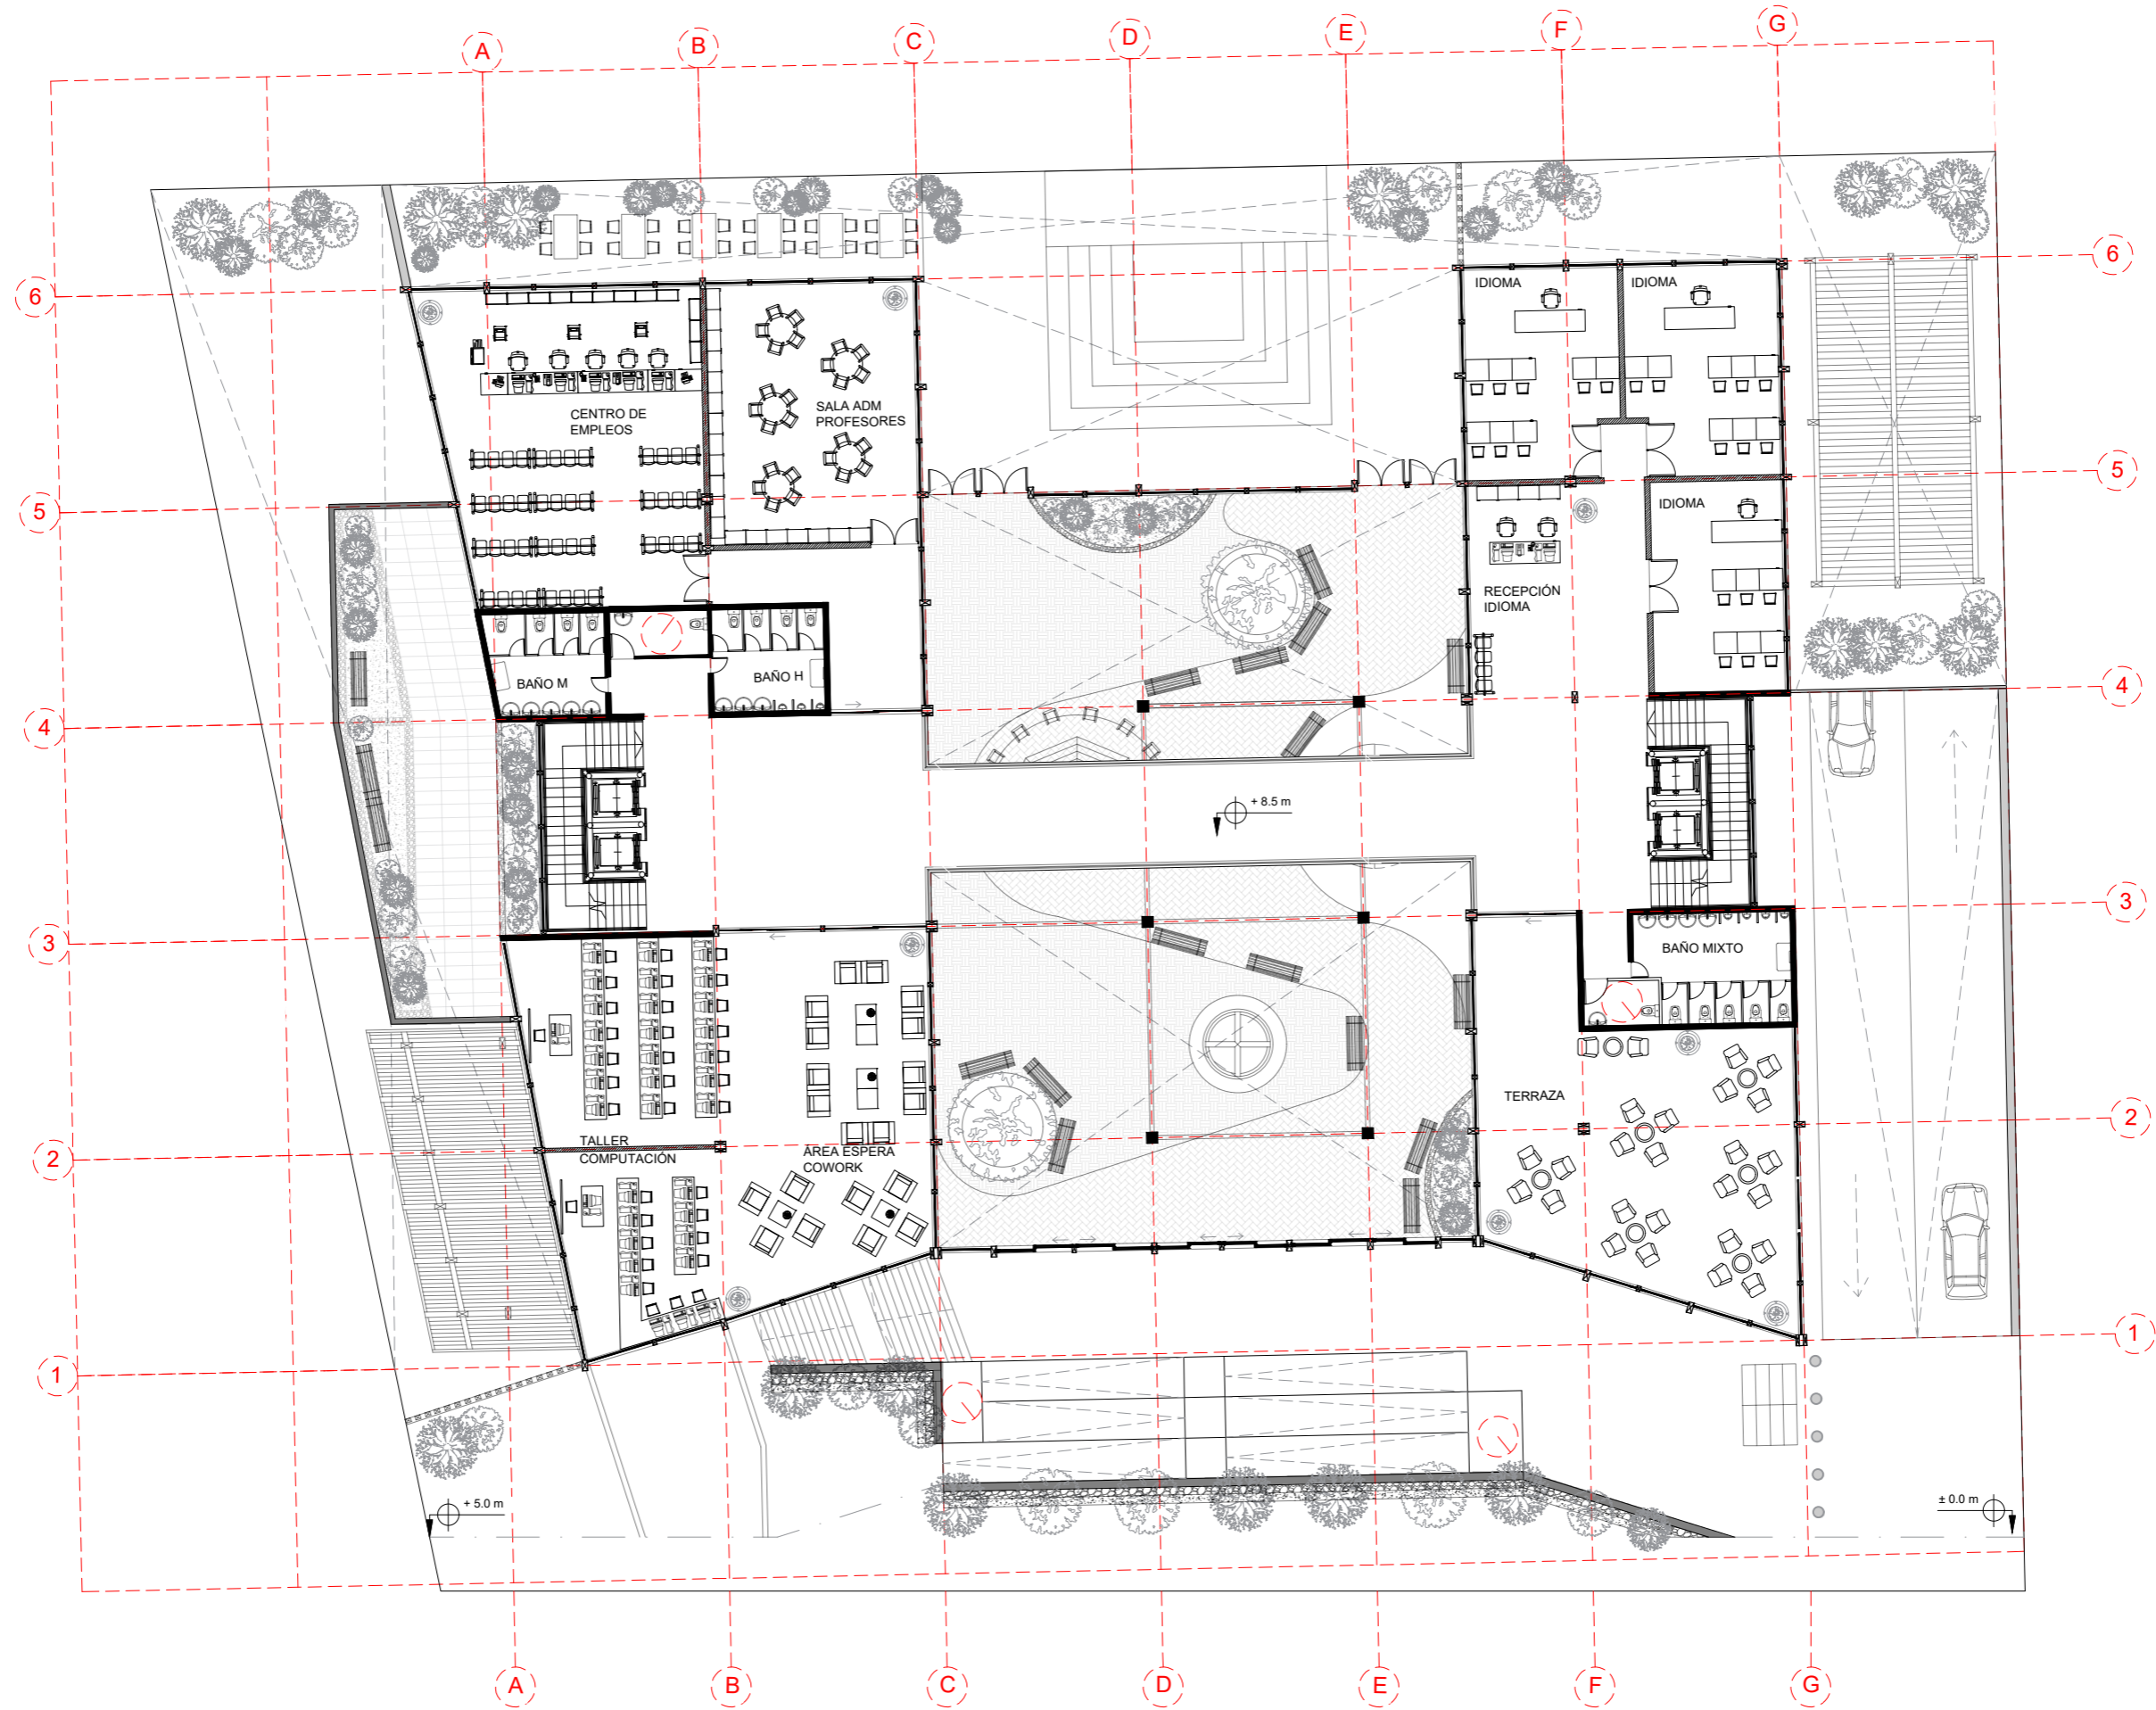 A
B
C
D
E
F
G
6
6
IDIOMA
IDIOMA
CENTRO DE
EMPLEOS
SALA ADM
PROFESORES
5
5
IDIOMA
RECEPCIÓN
IDIOMA
BAÑO M
BAÑO H
4
4
+ 8.5 m
3
3
BAÑO MIXTO
TERRAZA
TALLER
COMPUTACIÓN
ÁREA ESPERA
COWORK
2
2
1
1
+ 5.0 m
± 0.0 m
A
B
C
D
E
F
G